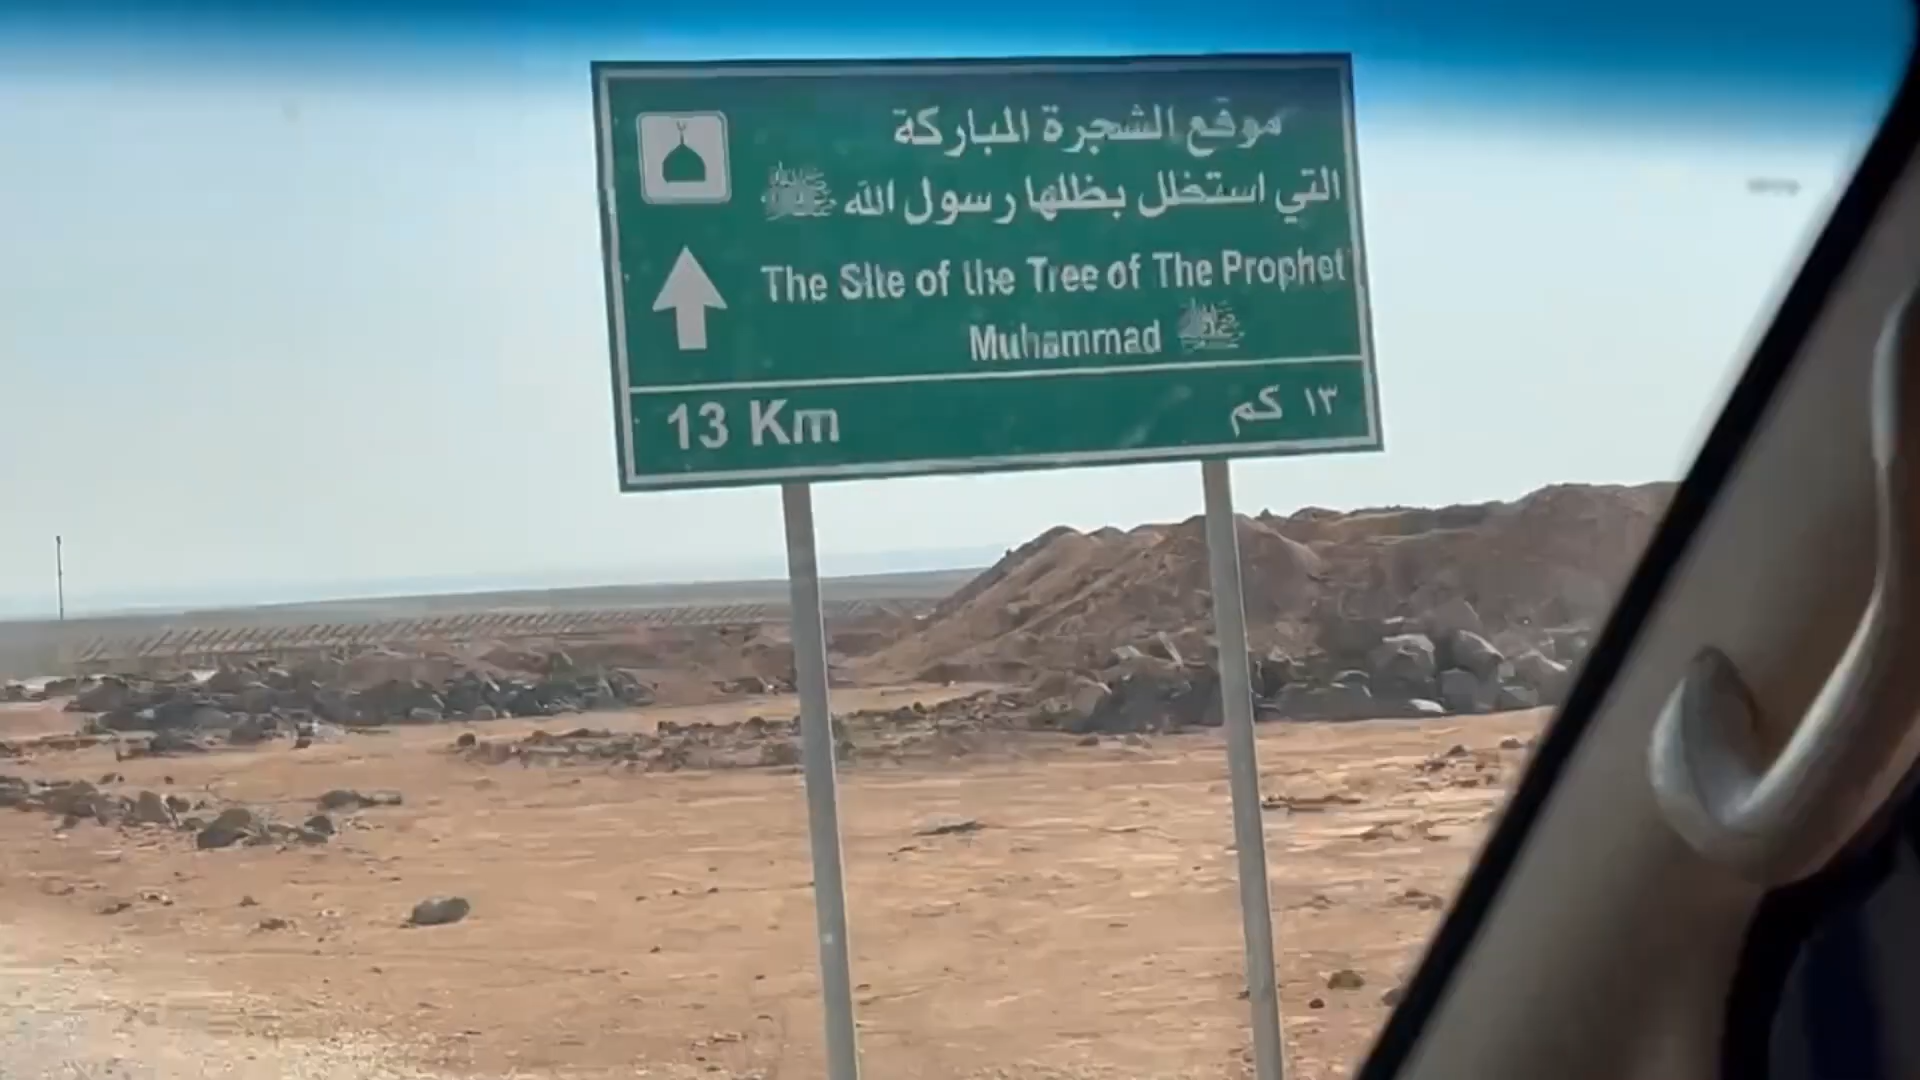 موقع الشجرة المباركة
التي استظل بظلها رسول الله ﷺ
The Site of the Tree of The Prophet
Muhammad ﷺ
13 Km
١٣ كم